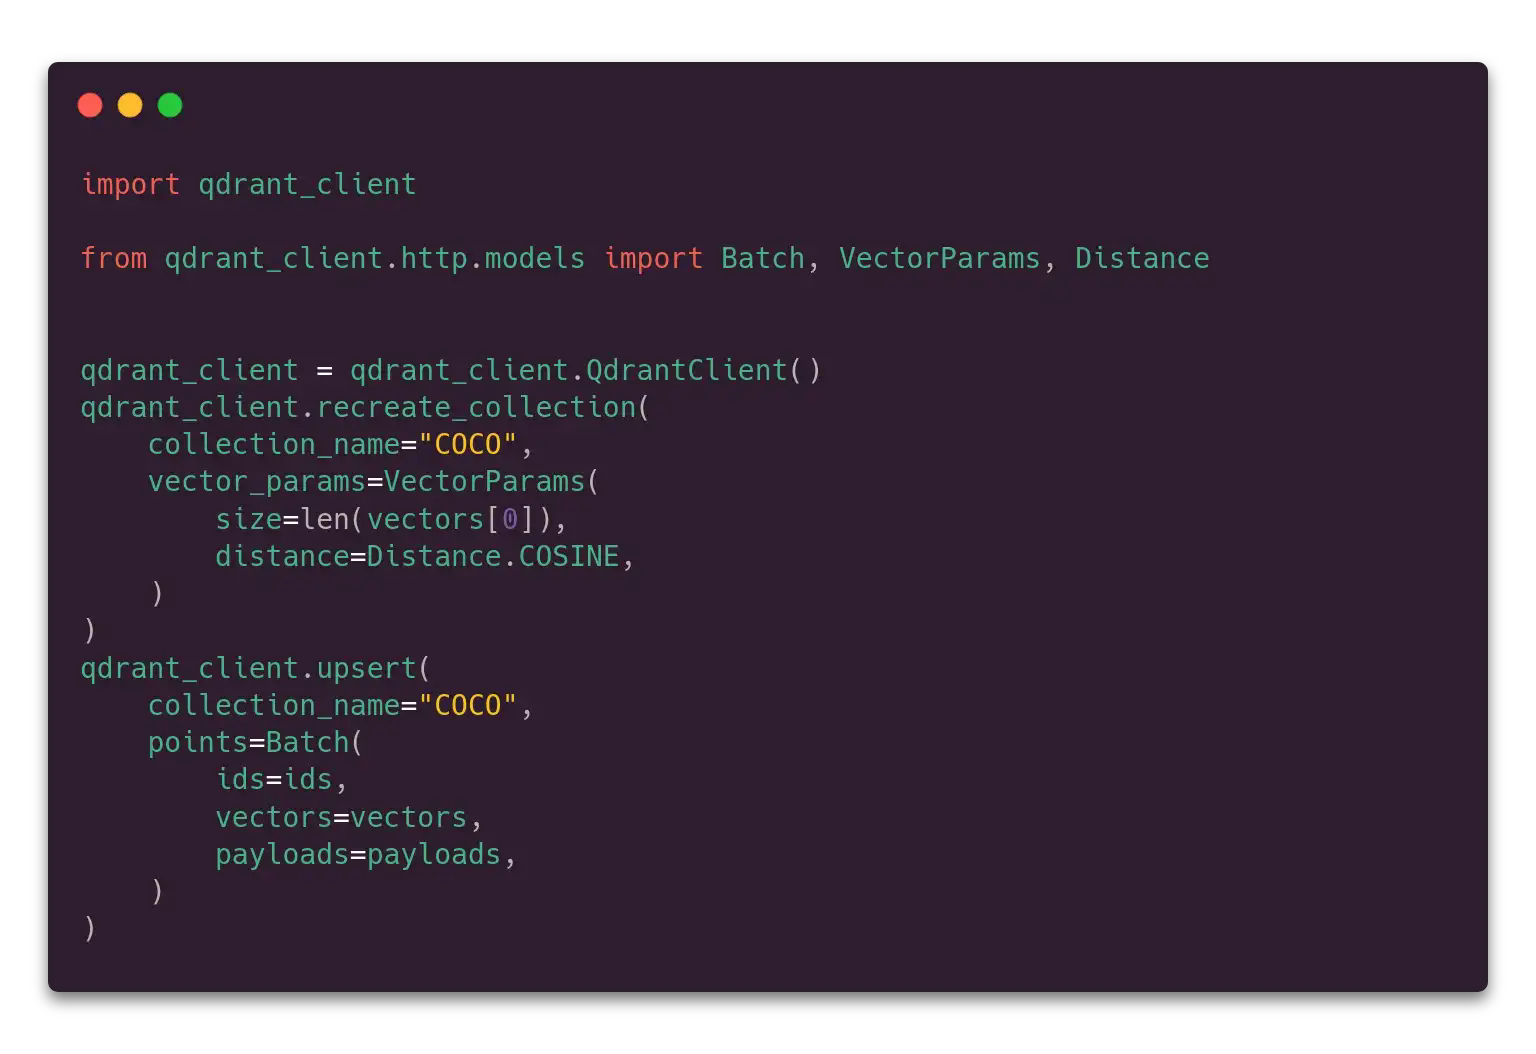 import qdrant_client
from qdrant_client.http.models import Batch, VectorParams, Distance
qdrant_client = qdrant_client.QdrantClient()
qdrant_client.recreate_collection(
    collection_name="COCO",
    vector_params=VectorParams(
        size=len(vectors[0]),
        distance=Distance.COSINE,
    )
)
qdrant_client.upsert(
    collection_name="COCO",
    points=Batch(
        ids=ids,
        vectors=vectors,
        payloads=payloads,
    )
)